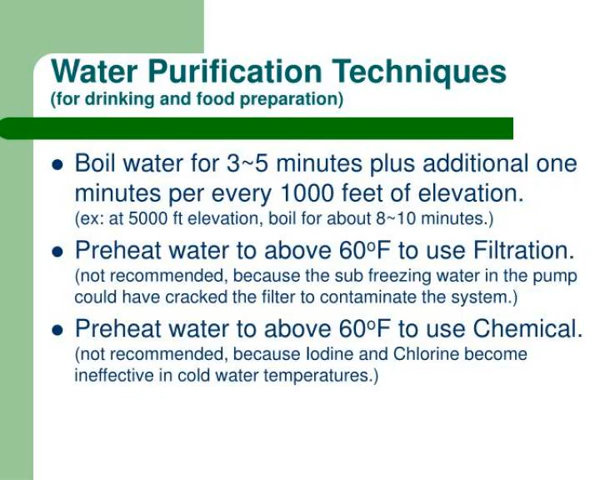 Water Purification Techniques
(for drinking and food preparation)
● Boil water for 3~5 minutes plus additional one
minutes per every 1000 feet of elevation.
(ex: at 5000 ft elevation, boil for about 8~10 minutes.)
● Preheat water to above 60ºF to use Filtration.
(not recommended, because the sub freezing water in the pump
could have cracked the filter to contaminate the system.)
● Preheat water to above 60ºF to use Chemical.
(not recommended, because Iodine and Chlorine become
ineffective in cold water temperatures.)